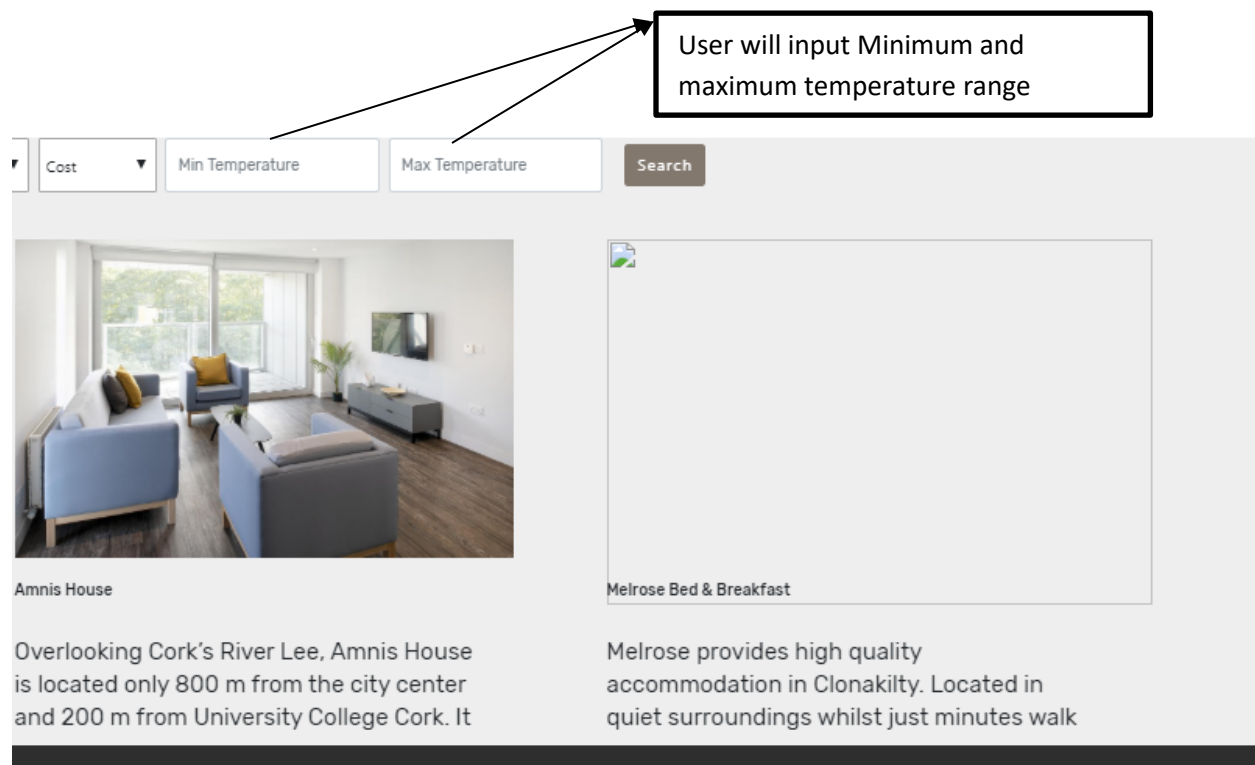 User will input Minimum and
maximum temperature range
Cost
Min Temperature
Max Temperature
Search
Amnis House
Melrose Bed & Breakfast
Overlooking Cork’s River Lee, Amnis House
is located only 800 m from the city center
and 200 m from University College Cork. It
Melrose provides high quality
accommodation in Clonakilty. Located in
quiet surroundings whilst just minutes walk